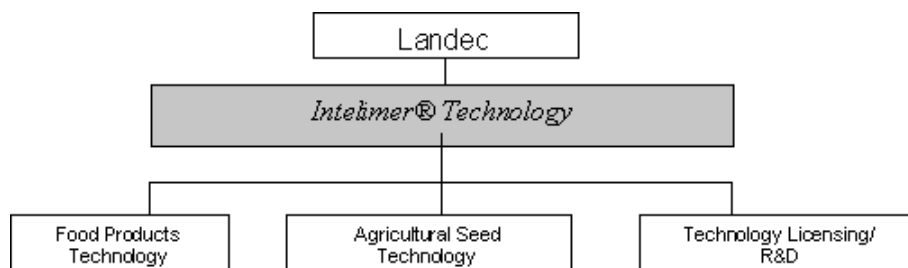 Landec
Intelimer® Technology
Food Products
Technology
Agricultural Seed
Technology
Technology Licensing/
R&D